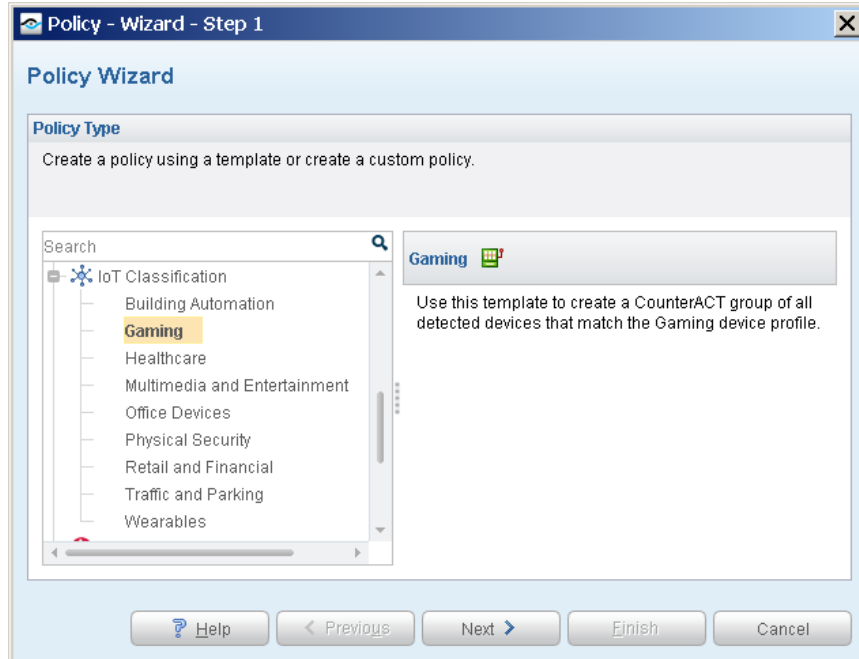 Policy - Wizard - Step 1
Policy Wizard
Policy Type
Create a policy using a template or create a custom policy.
Search
IoT Classification
Building Automation
Gaming
Healthcare
Multimedia and Entertainment
Office Devices
Physical Security
Retail and Financial
Traffic and Parking
Wearables
Gaming
Use this template to create a CounterACT group of all
detected devices that match the Gaming device profile.
Help
Previous
Next
Finish
Cancel